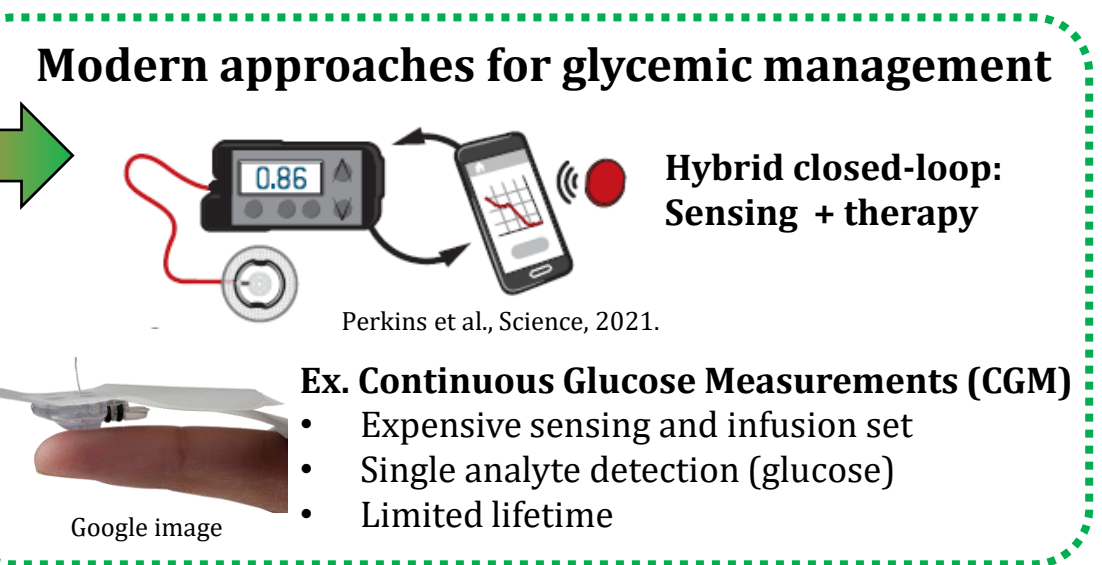 Modern approaches for glycemic management
0.86
Hybrid closed-loop:
Sensing + therapy
Perkins et al., Science, 2021.
Ex. Continuous Glucose Measurements (CGM)
• Expensive sensing and infusion set
• Single analyte detection (glucose)
• Limited lifetime
Google image